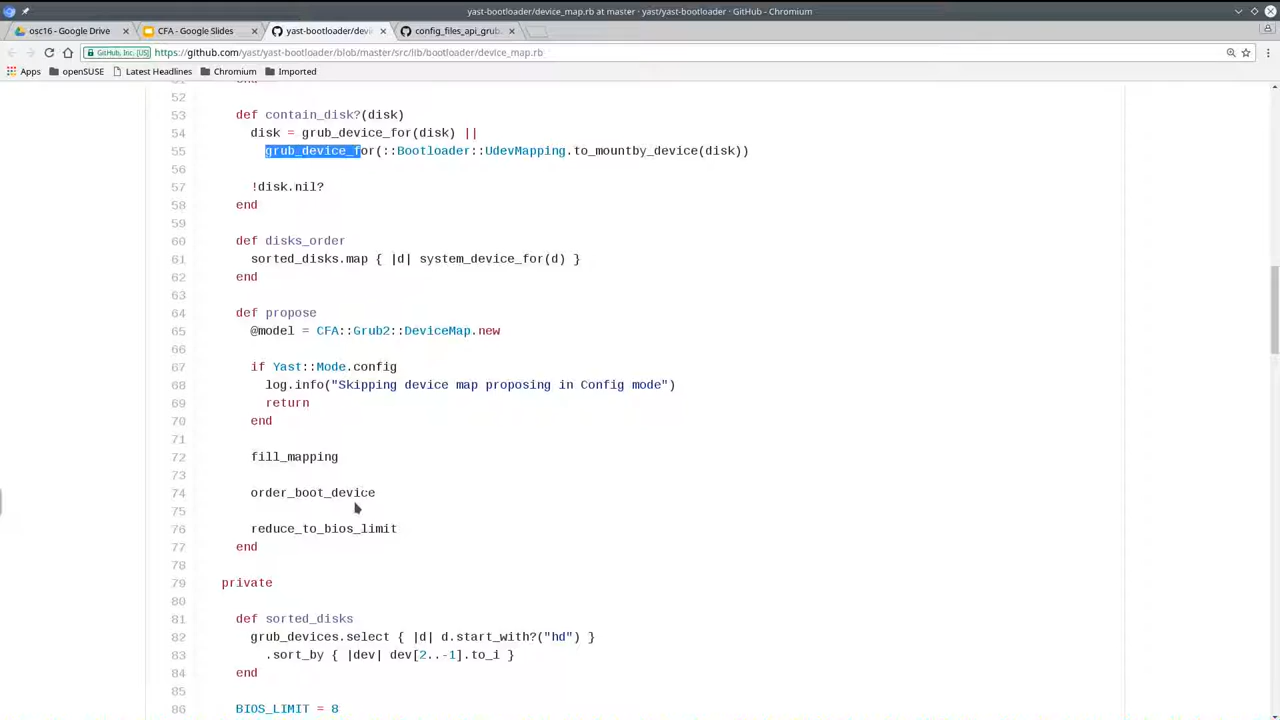 yast-bootloader/device_map.rb at master · yast/yast-bootloader · GitHub - Chromium
osc16 - Google Drive
CFA - Google Slides
yast-bootloader/devi
config_files_api_grub
GitHub, Inc. [US]
https://github.com/yast/yast-bootloader/blob/master/src/lib/bootloader/device_map.rb
Apps
openSUSE
Latest Headlines
Chromium
Imported
52
53 def contain_disk?(disk)
54 disk = grub_device_for(disk) ||
55 grub_device_for(::Bootloader::UdevMapping.to_mountby_device(disk))
56
57 !disk.nil?
58 end
59
60 def disks_order
61 sorted_disks.map { |d| system_device_for(d) }
62 end
63
64 def propose
65 @model = CFA::Grub2::DeviceMap.new
66
67 if Yast::Mode.config
68 log.info("Skipping device map proposing in Config mode")
69 return
70 end
71
72 fill_mapping
73
74 order_boot_device
75
76 reduce_to_bios_limit
77 end
78
79 private
80
81 def sorted_disks
82 grub_devices.select { |d| d.start_with?("hd") }
83 .sort_by { |dev| dev[2..-1].to_i }
84 end
85
86 BIOS_LIMIT = 8